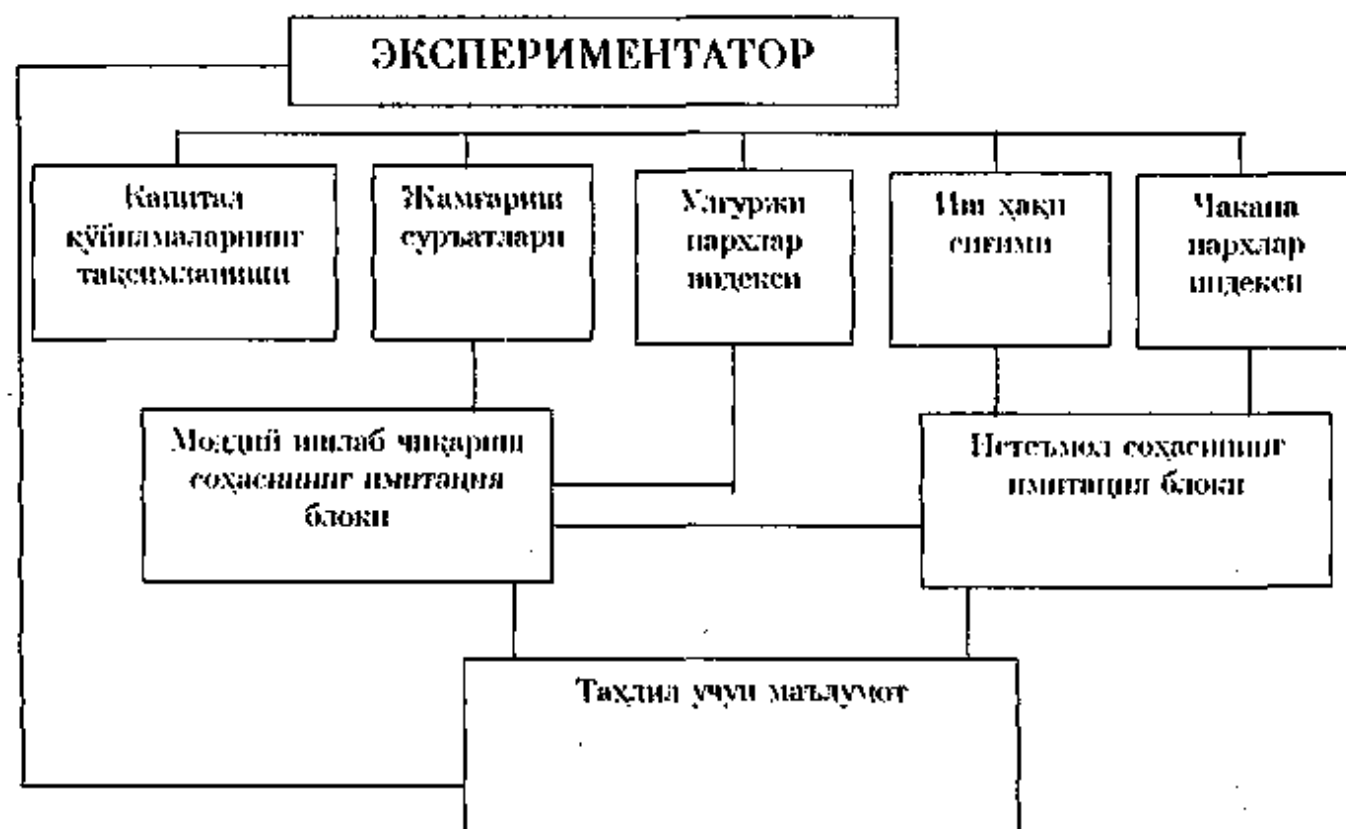 ЭКСПЕРИМЕНТАТОР
Капитал
қўйилмаларнинг
тақсимланиши
Жамғариш
суръатлари
Улгуржи
нархлар
индекси
Иш ҳақи
сиғими
Чакана
нархлар
индекси
Моддий ишлаб чиқариш
соҳасининг имитация
блоки
Истеъмол соҳасининг
имитация блоки
Таҳлил учун маълумот